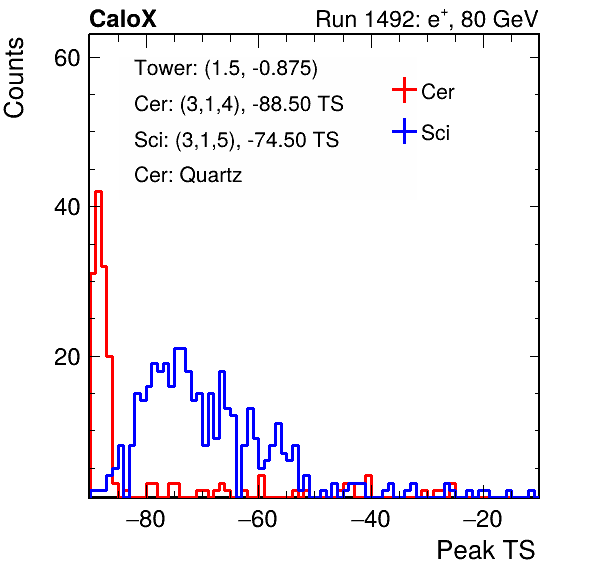 CaloX Run 1492: e⁺, 80 GeV
Counts
60
40
20
Tower: (1.5, -0.875)
Cer: (3,1,4), -88.50 TS
Sci: (3,1,5), -74.50 TS
Cer: Quartz
Cer
Sci
−80 −60 −40 −20
Peak TS